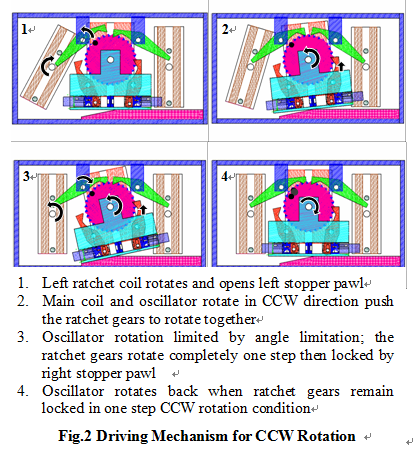 1
2
3
4
1. Left ratchet coil rotates and opens left stopper pawl
2. Main coil and oscillator rotate in CCW direction push
the ratchet gears to rotate together
3. Oscillator rotation limited by angle limitation; the
ratchet gears rotate completely one step then locked by
right stopper pawl
4. Oscillator rotates back when ratchet gears remain
locked in one step CCW rotation condition
Fig.2 Driving Mechanism for CCW Rotation